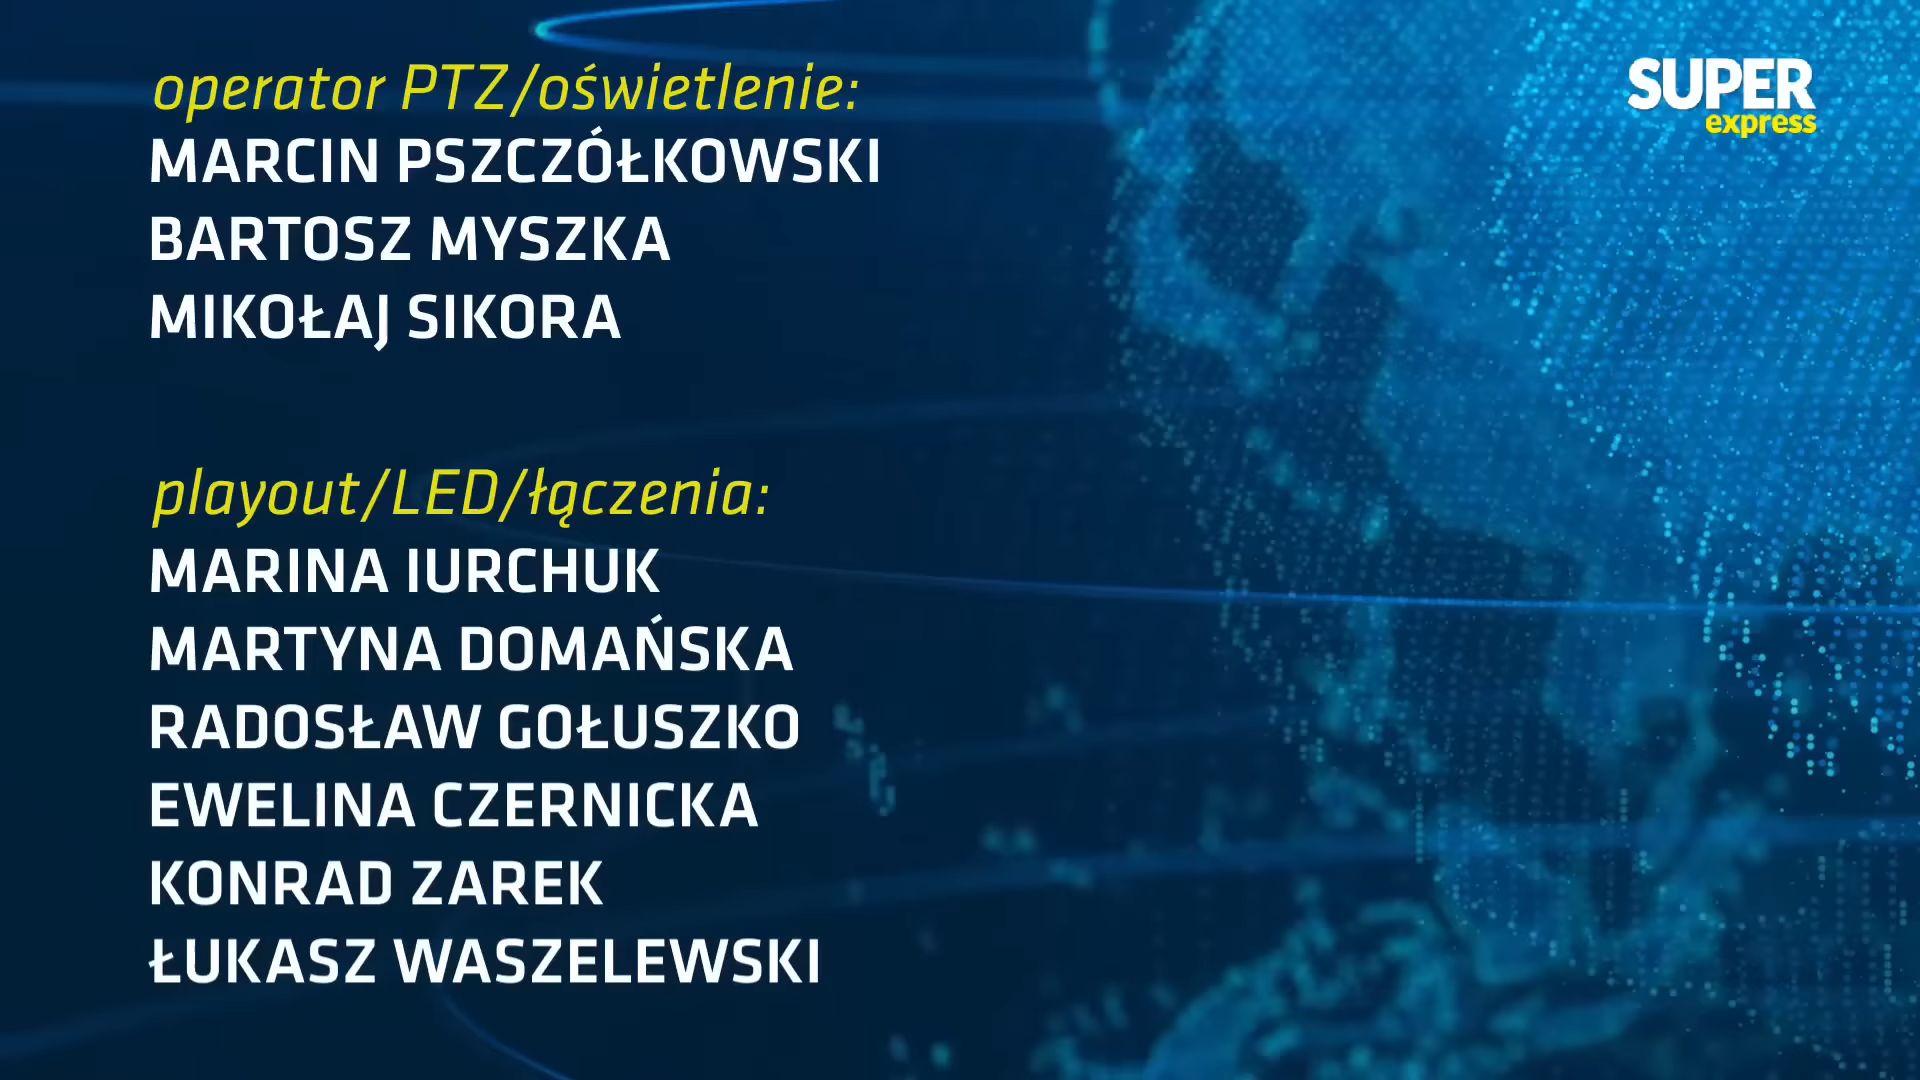 operator PTZ/oświetlenie:
MARCIN PSZCZÓŁKOWSKI
BARTOSZ MYSZKA
MIKOŁAJ SIKORA
playout/LED/łączenia:
MARINA IURCHUK
MARTYNA DOMAŃSKA
RADOSŁAW GOŁUSZKO
EWELINA CZERNICKA
KONRAD ZAREK
ŁUKASZ WASZELEWSKI
SUPER
express